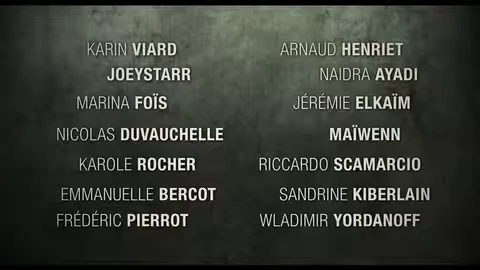 KARIN VIARD
JOEYSTARR
MARINA FOÏS
NICOLAS DUVAUCHELLE
KAROLE ROCHER
EMMANUELLE BERCOT
FRÉDÉRIC PIERROT
ARNAUD HENRIET
NAIDRA AYADI
JÉRÉMIE ELKAÏM
MAÏWENN
RICCARDO SCAMARCIO
SANDRINE KIBERLAIN
WLADIMIR YORDANOFF